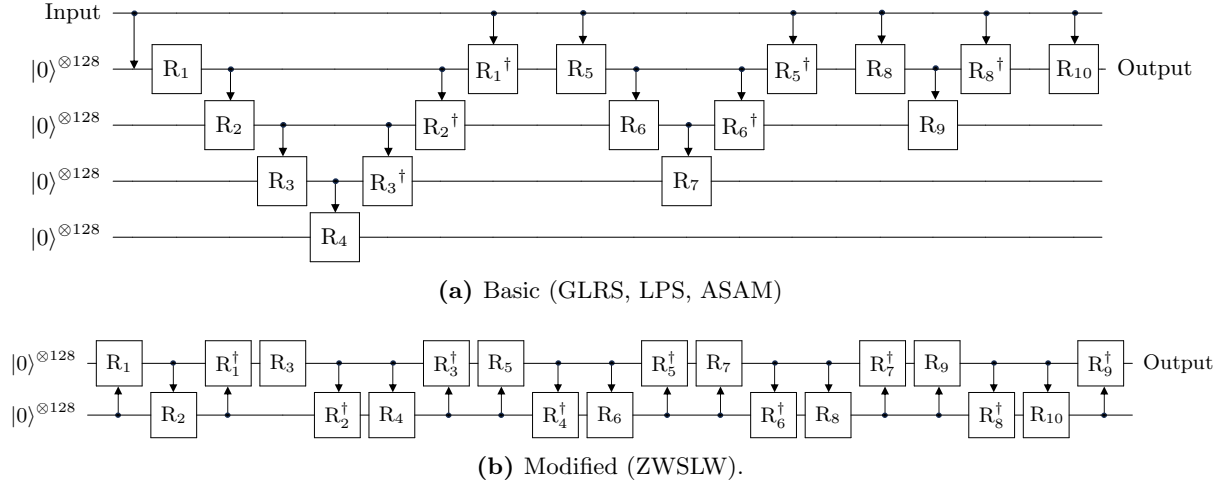 Input
|0⟩⊗128 R1 R1† R5 R5† R8 R8† R10 Output
|0⟩⊗128 R2 R2† R6 R6† R9
|0⟩⊗128 R3 R3† R7
|0⟩⊗128 R4
(a) Basic (GLRS, LPS, ASAM)
|0⟩⊗128 R1 R1† R3 R3† R5 R5† R7 R7† R9 R9† Output
|0⟩⊗128 R2 R2† R4 R4† R6 R6† R8 R8† R10
(b) Modified (ZWSLW).